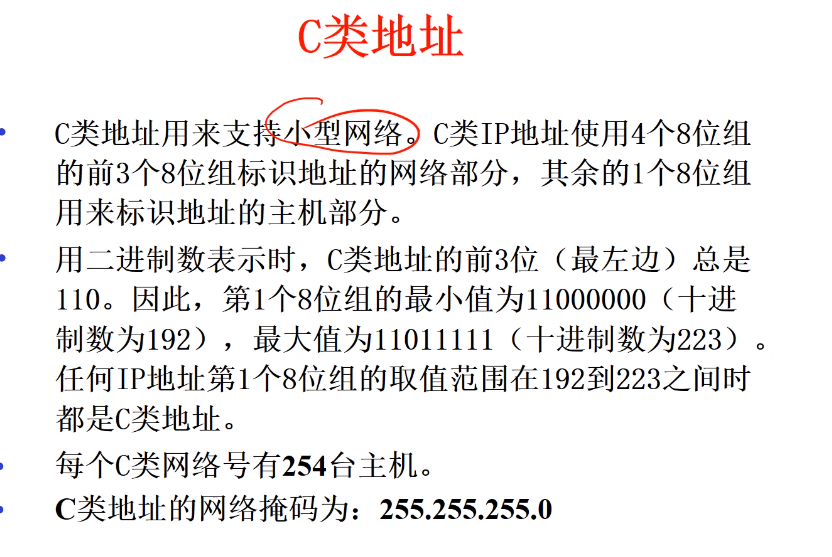 C类地址
C类地址用来支持小型网络。C类IP地址使用4个8位组
的前3个8位组标识地址的网络部分，其余的1个8位组
用来标识地址的主机部分。
用二进制数表示时，C类地址的前3位（最左边）总是
110。因此，第1个8位组的最小值为11000000（十进
制数为192），最大值为11011111（十进制数为223）。
任何IP地址第1个8位组的取值范围在192到223之间时
都是C类地址。
每个C类网络号有254台主机。
C类地址的网络掩码为：255.255.255.0